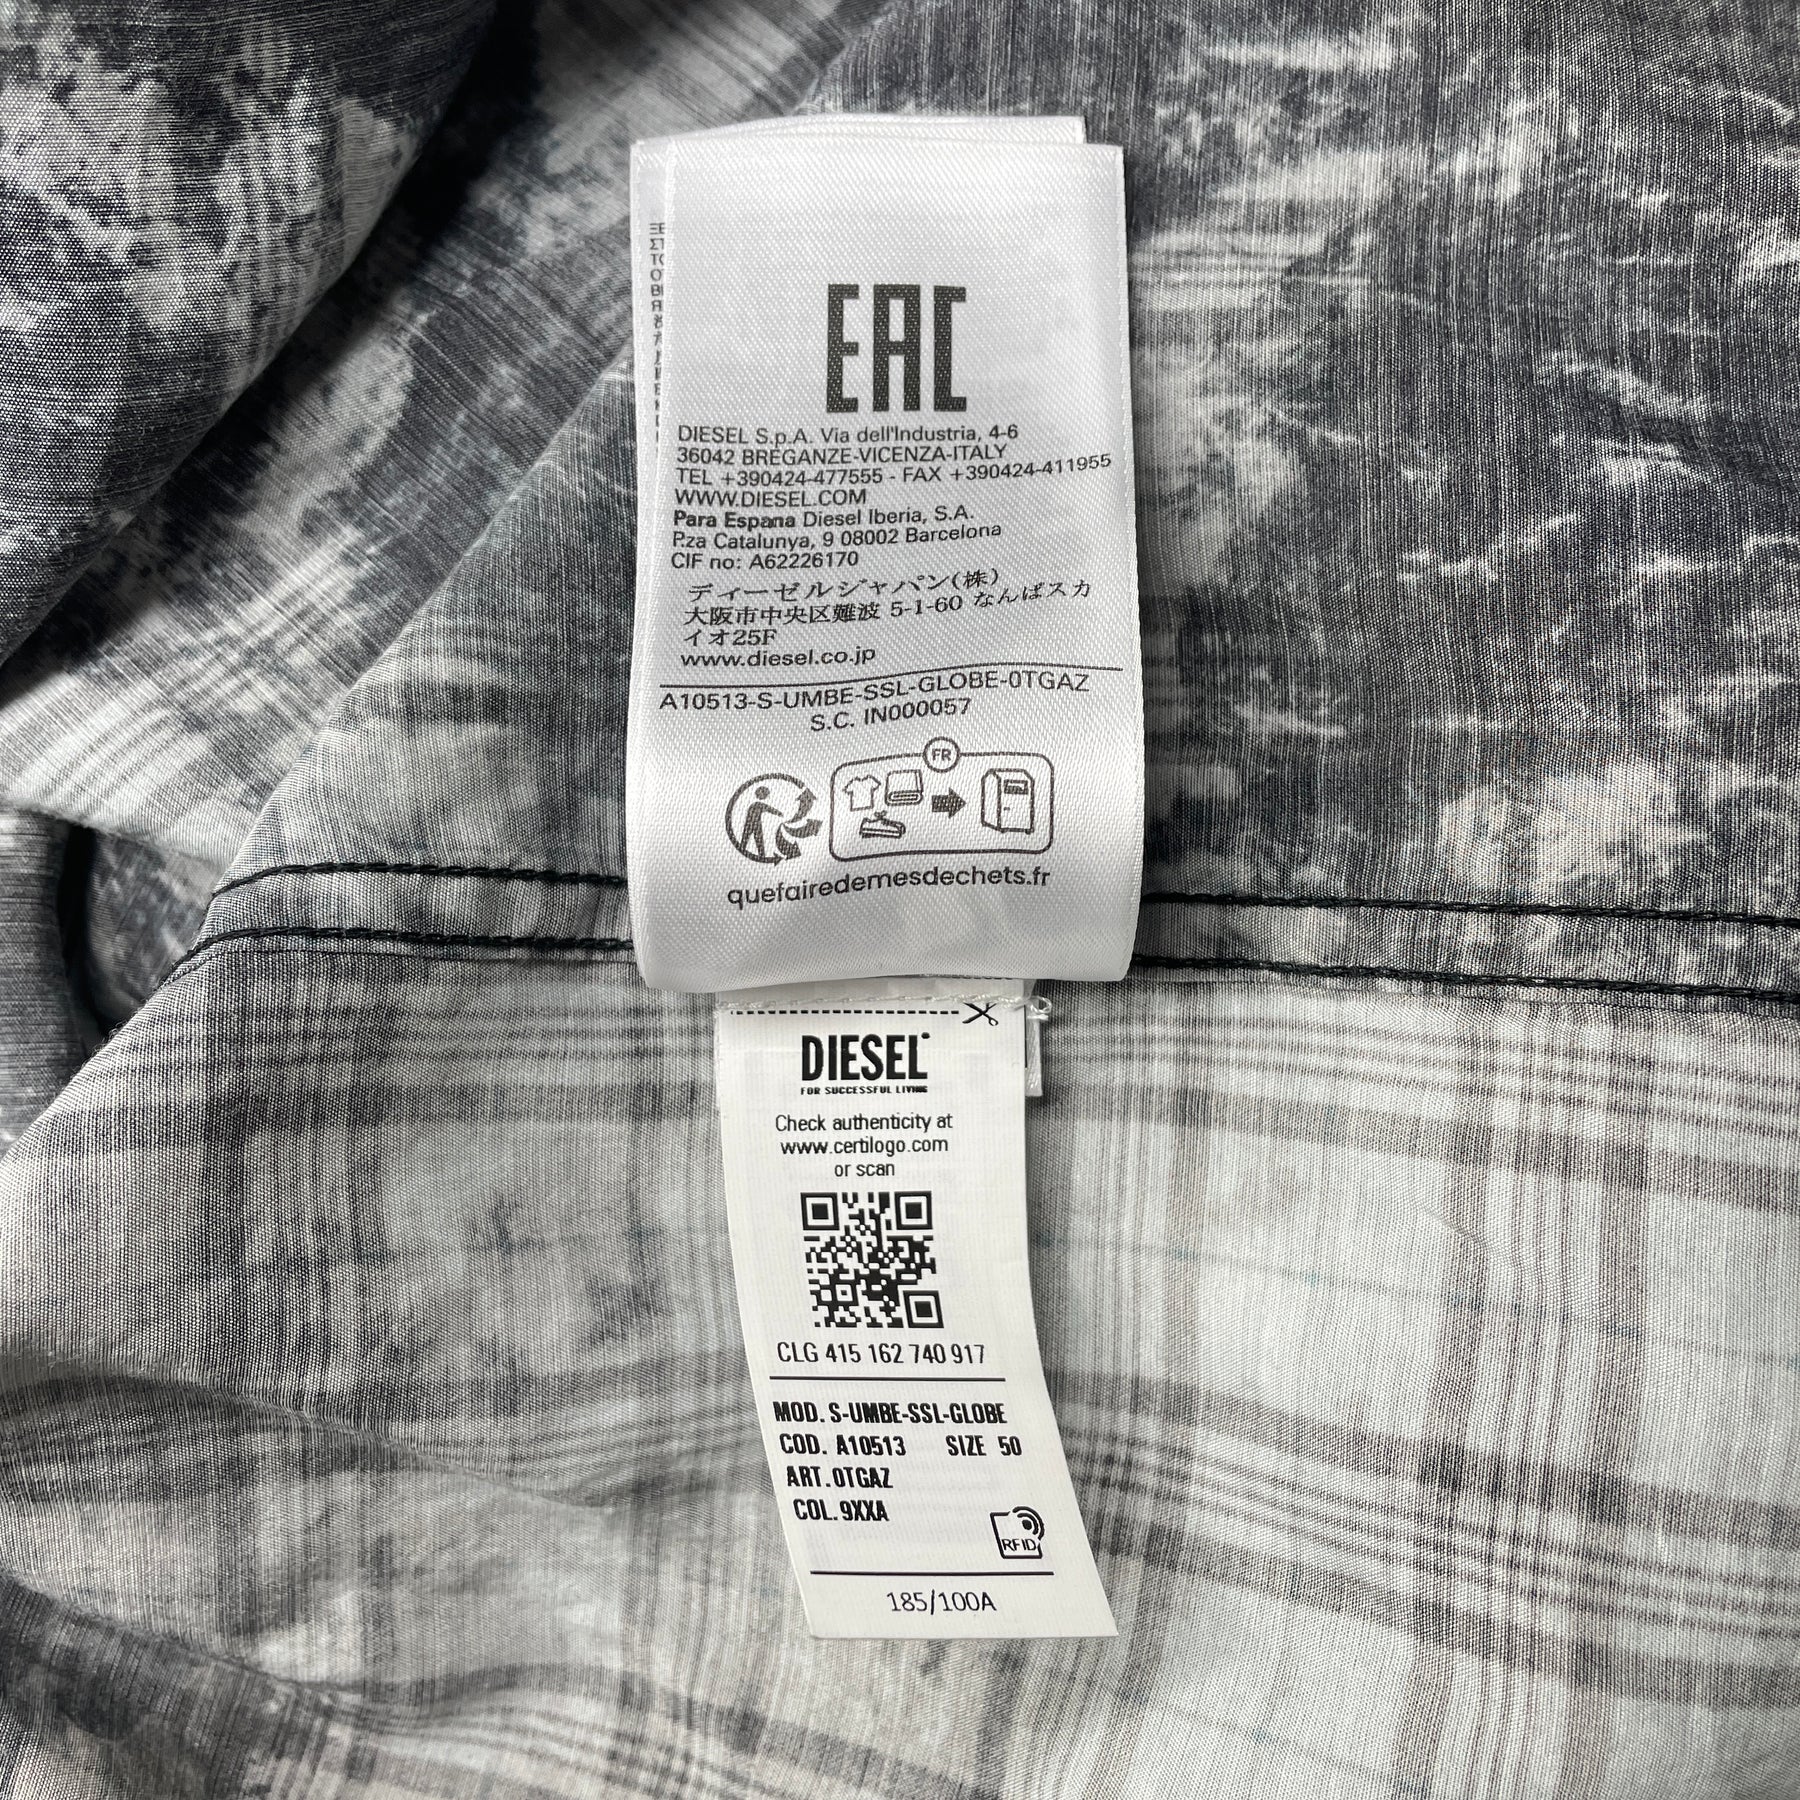 EAC
DIESEL S.p.A. Via dell'Industria, 4-6
36042 BREGANZE-VICENZA-ITALY
TEL +390424-477555 - FAX +390424-411955
WWW.DIESEL.COM
Para Espana Diesel Iberia, S.A.
P.za Catalunya, 9 08002 Barcelona
CIF no: A62226170
ディーゼルジャパン(株)
大阪市中央区難波 5-1-60 なんばスカ
イオ25F
www.diesel.co.jp
A10513-S-UMBE-SSL-GLOBE-0TGAZ
S.C. IN000057
FR
quefairedemesdechets.fr
DIESEL
FOR SUCCESSFUL LIVING
Check authenticity at
www.certilogo.com
or scan
CLG 415 162 740 917
MOD. S-UMBE-SSL-GLOBE
COD. A10513 SIZE 50
ART.0TGAZ
COL.9XXA
RFID
185/100A